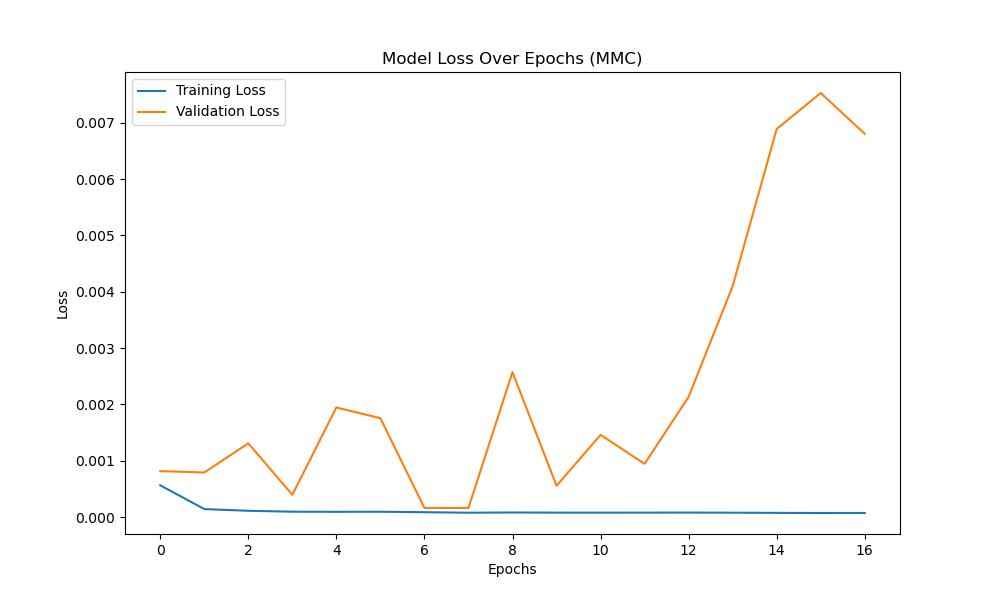 Model Loss Over Epochs (MMC)
Training Loss
Validation Loss
0.007
0.006
0.005
0.004
0.003
0.002
0.001
0.000
Loss
0 2 4 6 8 10 12 14 16
Epochs